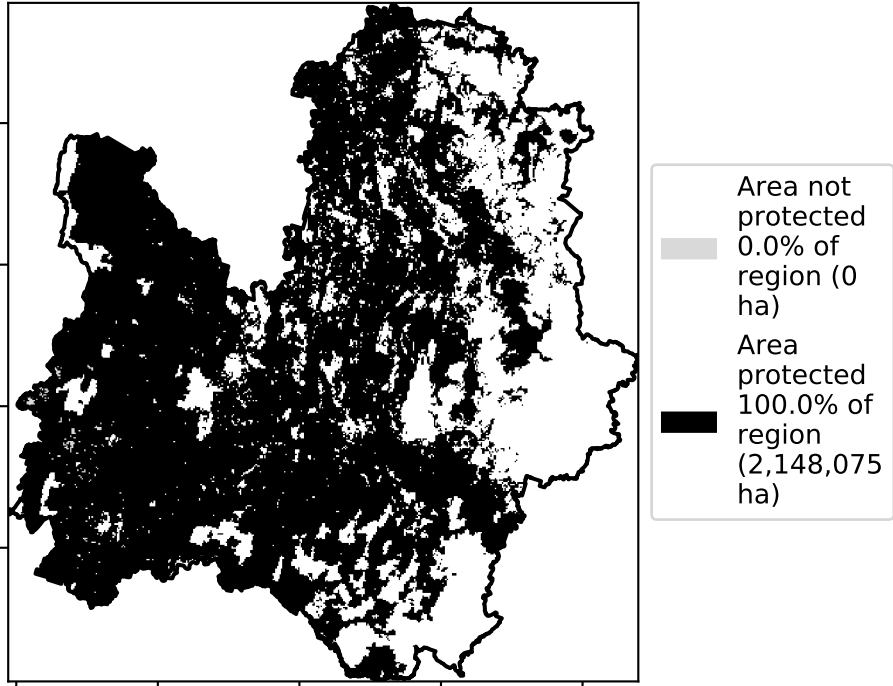 Area not
protected
0.0% of
region (0
ha)
Area
protected
100.0% of
region
(2,148,075
ha)